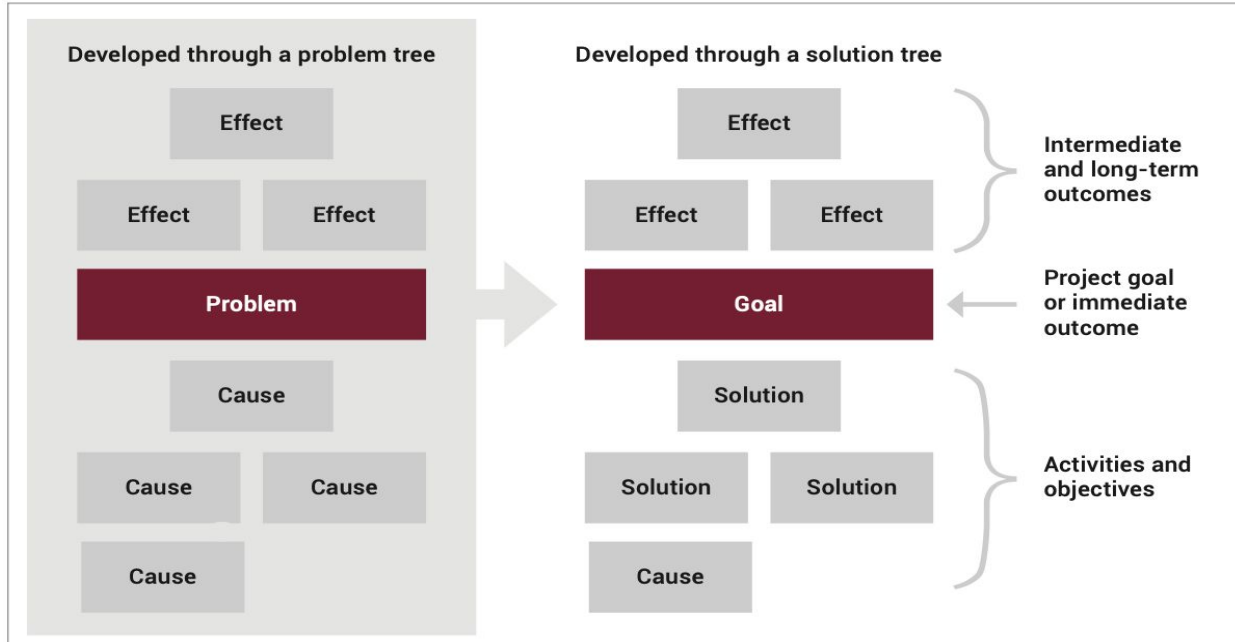 Developed through a problem tree
Effect
Effect
Effect
Problem
Cause
Cause
Cause
Cause
Developed through a solution tree
Effect
Effect
Effect
Goal
Solution
Solution
Solution
Cause
Intermediate
and long-term
outcomes
Project goal
or immediate
outcome
Activities and
objectives